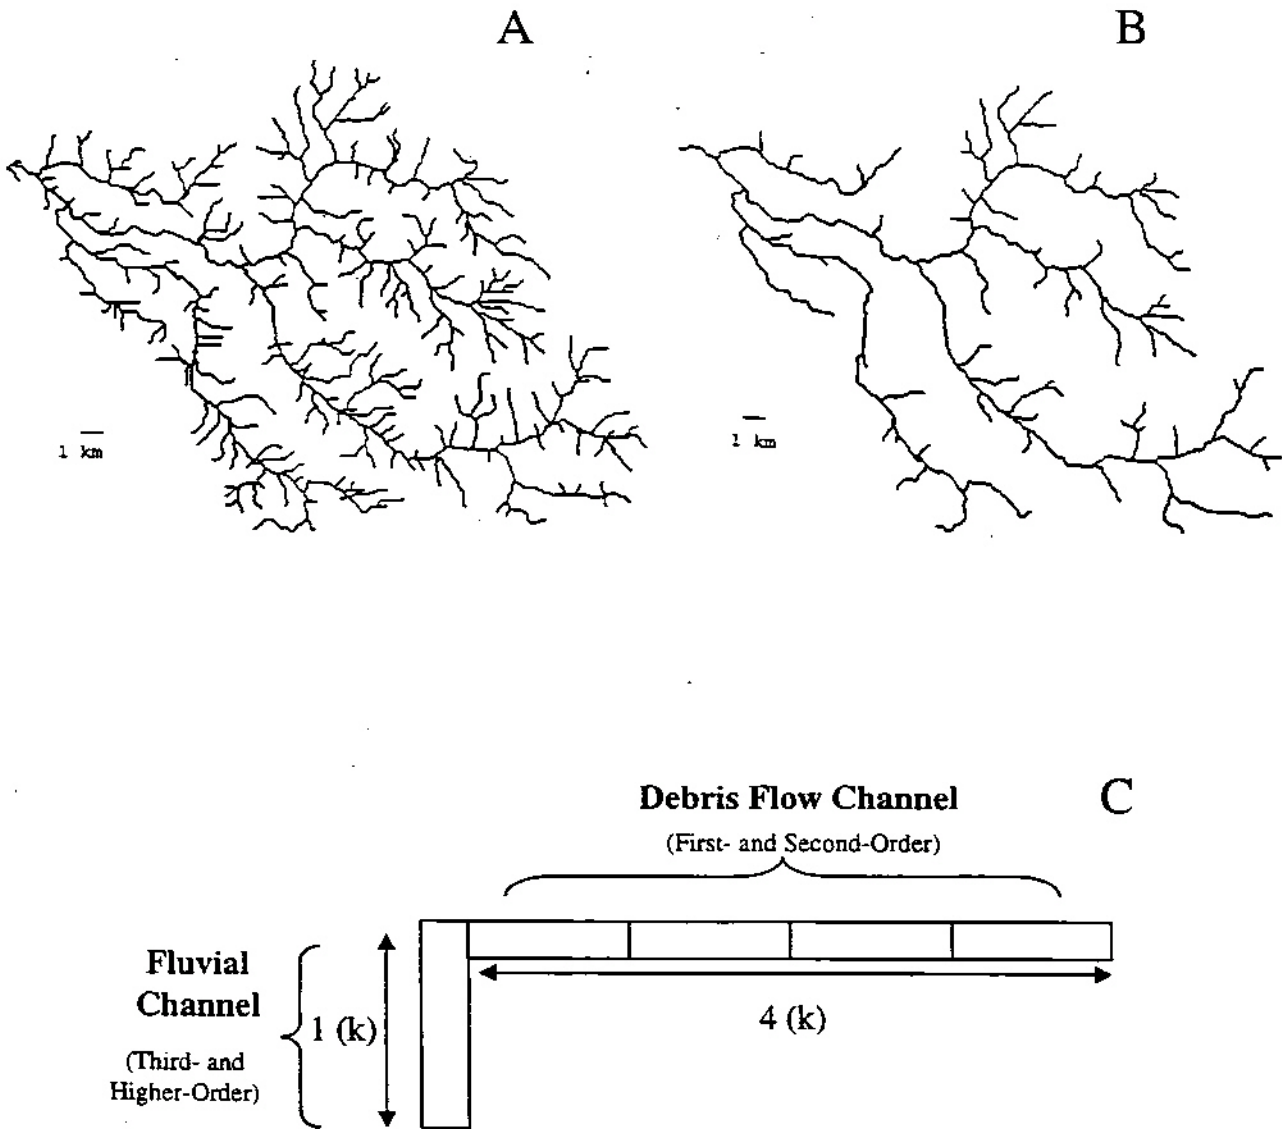 A
B
1 km
1 km
C
Debris Flow Channel
(First- and Second-Order)
Fluvial
Channel
(Third- and
Higher-Order)
1 (k)
4 (k)